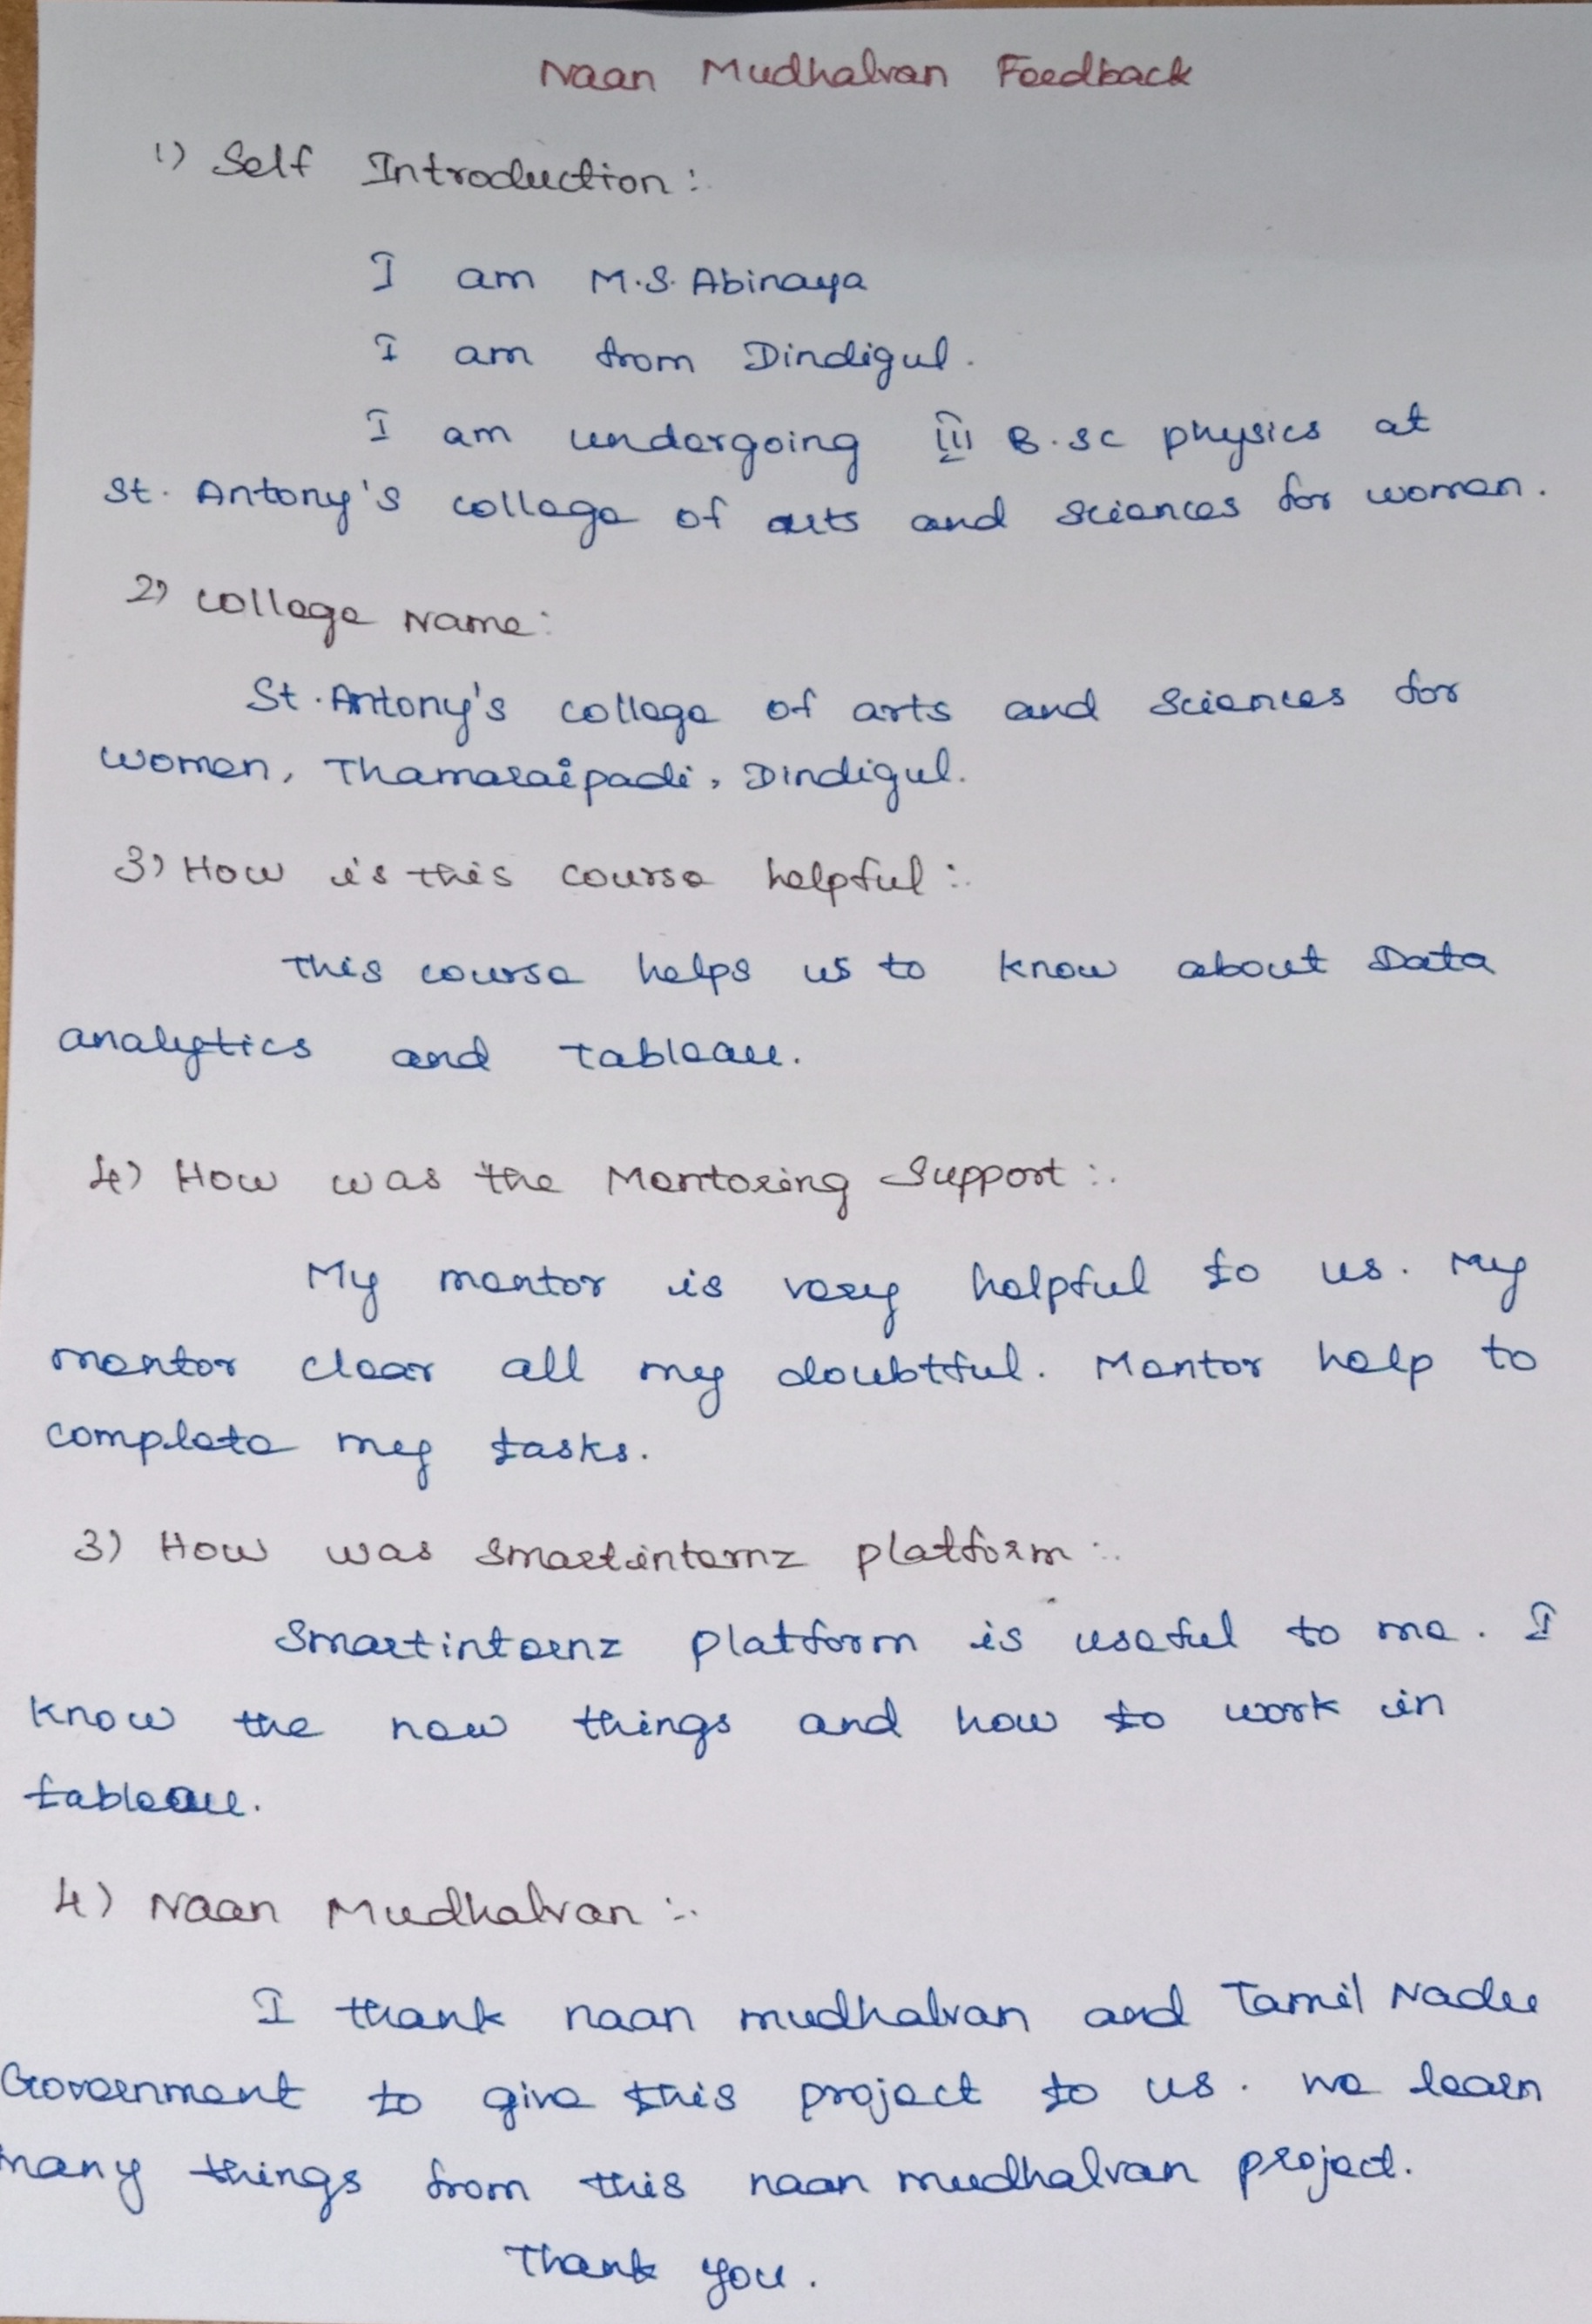 Naan Mudhalvan Feedback
1) Self Introduction :
I am M.S. Abinaya
I am from Dindigul.
I am undergoing III B.sc physics at
St. Antony's college of arts and sciences for women.
2) College Name :
St. Antony's college of arts and sciences for
women, Thamaraipadi, Dindigul.
3) How is this course helpful :.
This course helps us to know about Data
analytics and Tableau.
4) How was the Mentoring Support :.
My mentor is very helpful to us. My
mentor clear all my doubtful. Mentor help to
complete my tasks.
3) How was Smartinternz platform :.
Smartinternz platform is useful to me. I
know the new things and how to work in
tableau.
4) Naan Mudhalvan :.
I thank naan mudhalvan and Tamil Nadu
Government to give this project to us. We learn
many things from this naan mudhalvan project.
Thank you.